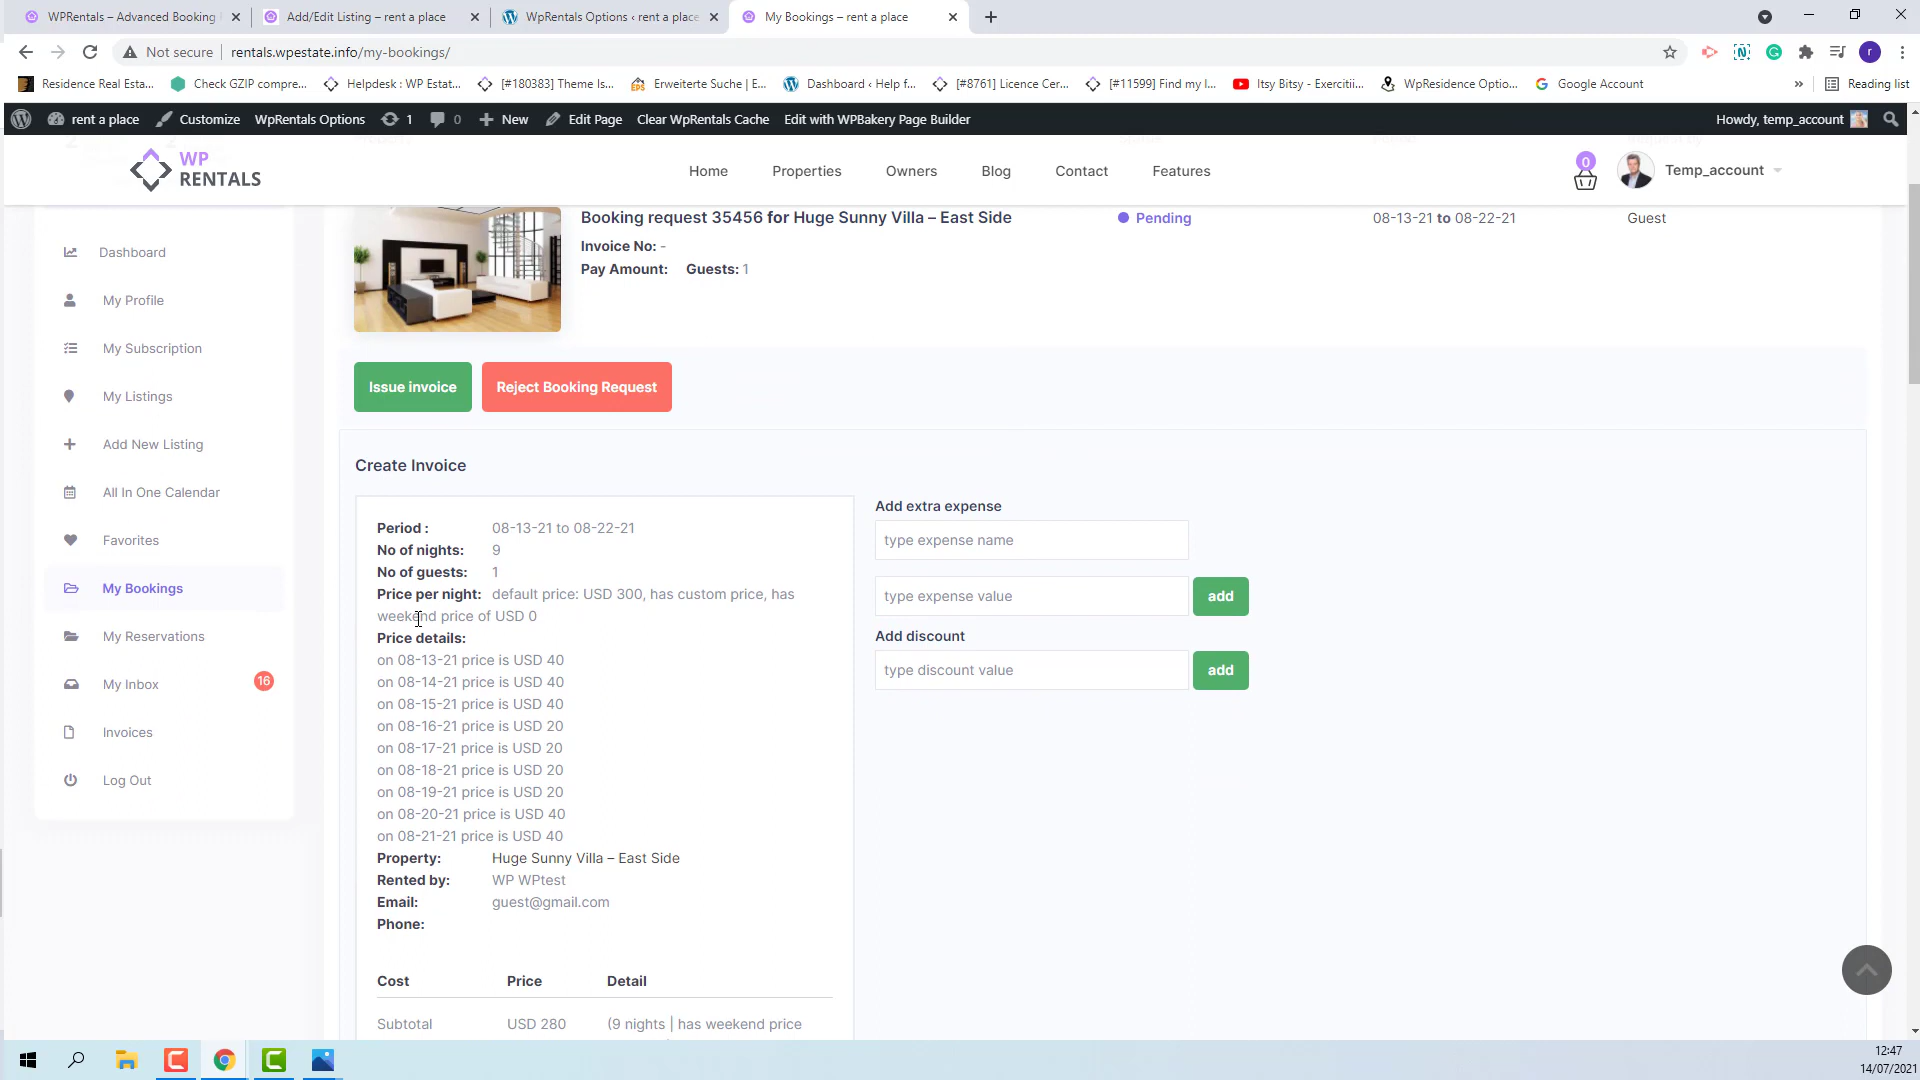 WPRentals – Advanced Booking
Add/Edit Listing – rent a place
WpRentals Options ‹ rent a place
My Bookings – rent a place
Not secure
rentals.wpestate.info/my-bookings/
r
Residence Real Esta...
Check GZIP compre...
Helpdesk : WP Estat...
[#180383] Theme Is...
Erweiterte Suche | E...
Dashboard ‹ Help f...
[#8761] Licence Cer...
[#11599] Find my l...
Itsy Bitsy - Exercitii...
WpResidence Optio...
Google Account
»
Reading list
rent a place
Customize
WpRentals Options
1
0
New
Edit Page
Clear WpRentals Cache
Edit with WPBakery Page Builder
Howdy, temp_account
WP
RENTALS
Home
Properties
Owners
Blog
Contact
Features
0
Temp_account
Dashboard
My Profile
My Subscription
My Listings
Add New Listing
All In One Calendar
Favorites
My Bookings
My Reservations
My Inbox
16
Invoices
Log Out
Booking request 35456 for Huge Sunny Villa – East Side
Pending
08-13-21 to 08-22-21
Guest
Invoice No: -
Pay Amount: Guests: 1
Issue invoice
Reject Booking Request
Create Invoice
Period : 08-13-21 to 08-22-21
No of nights: 9
No of guests: 1
Price per night: default price: USD 300, has custom price, has
weekend price of USD 0
Price details:
on 08-13-21 price is USD 40
on 08-14-21 price is USD 40
on 08-15-21 price is USD 40
on 08-16-21 price is USD 20
on 08-17-21 price is USD 20
on 08-18-21 price is USD 20
on 08-19-21 price is USD 20
on 08-20-21 price is USD 40
on 08-21-21 price is USD 40
Property: Huge Sunny Villa – East Side
Rented by: WP WPtest
Email: guest@gmail.com
Phone:
Cost Price Detail
Subtotal USD 280 (9 nights | has weekend price
Add extra expense
type expense name
type expense value
add
Add discount
type discount value
add
12:47
14/07/2021